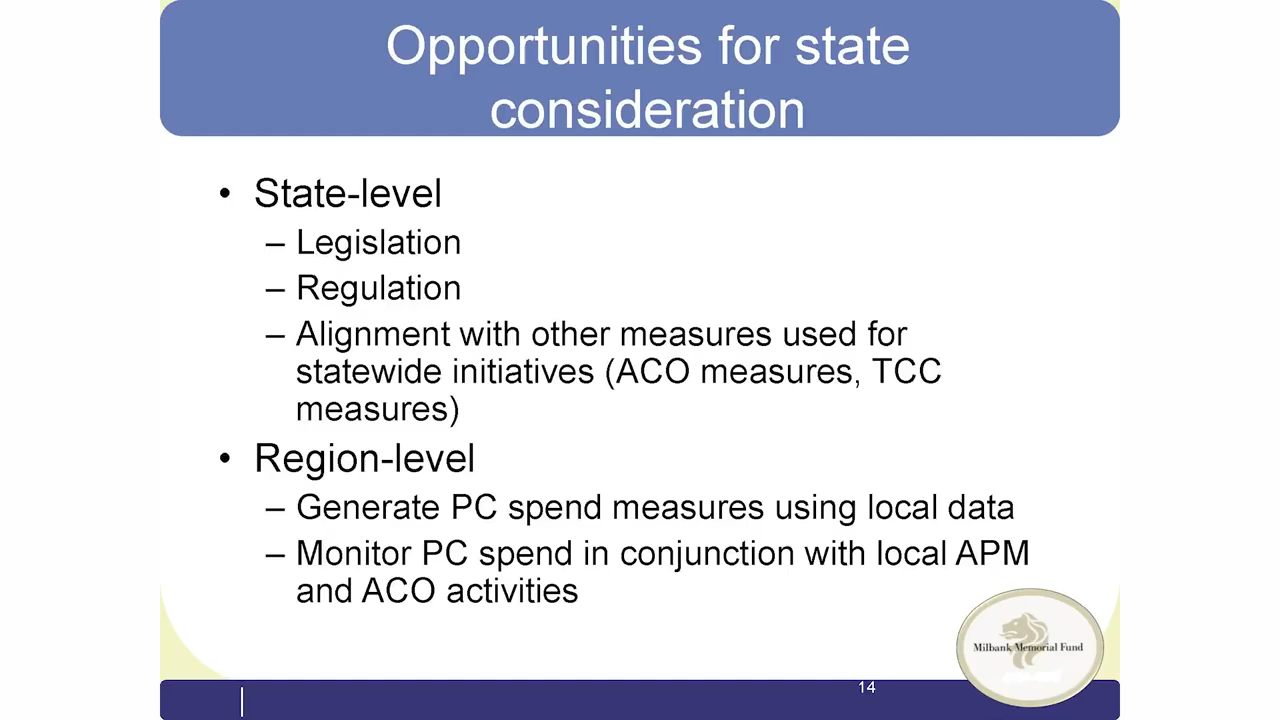 Opportunities for state
consideration
• State-level
– Legislation
– Regulation
– Alignment with other measures used for
statewide initiatives (ACO measures, TCC
measures)
• Region-level
– Generate PC spend measures using local data
– Monitor PC spend in conjunction with local APM
and ACO activities
Milbank Memorial Fund
14